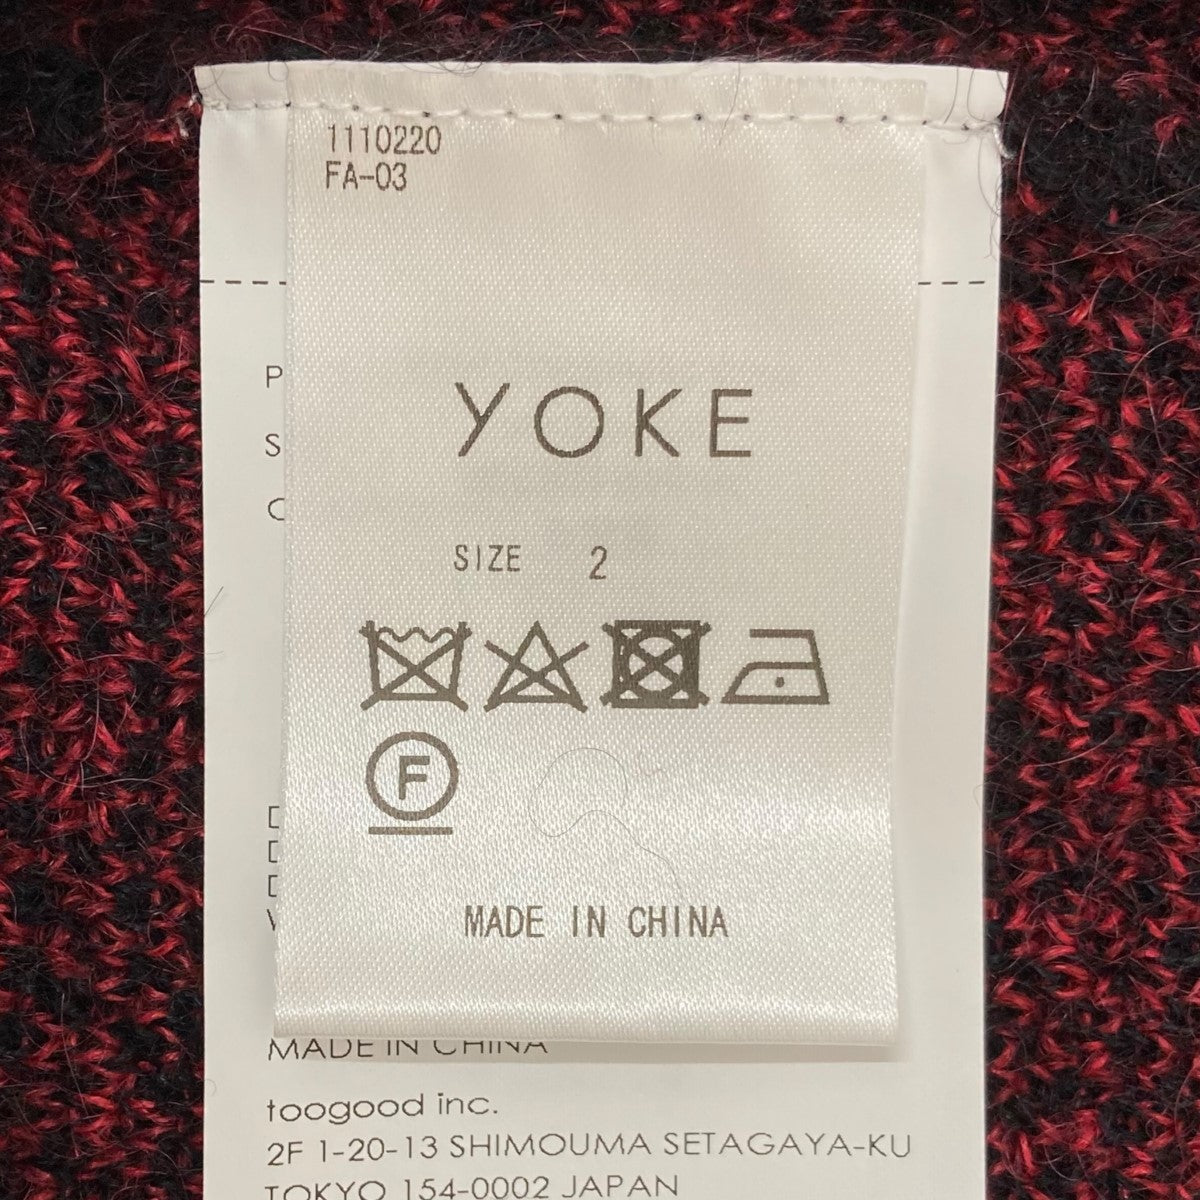 1110220
FA-03
YOKE
SIZE 2
F
MADE IN CHINA
MADE IN CHINA
toogood inc.
2F 1-20-13 SHIMOUMA SETAGAYA-KU
TOKYO 154-0002 JAPAN